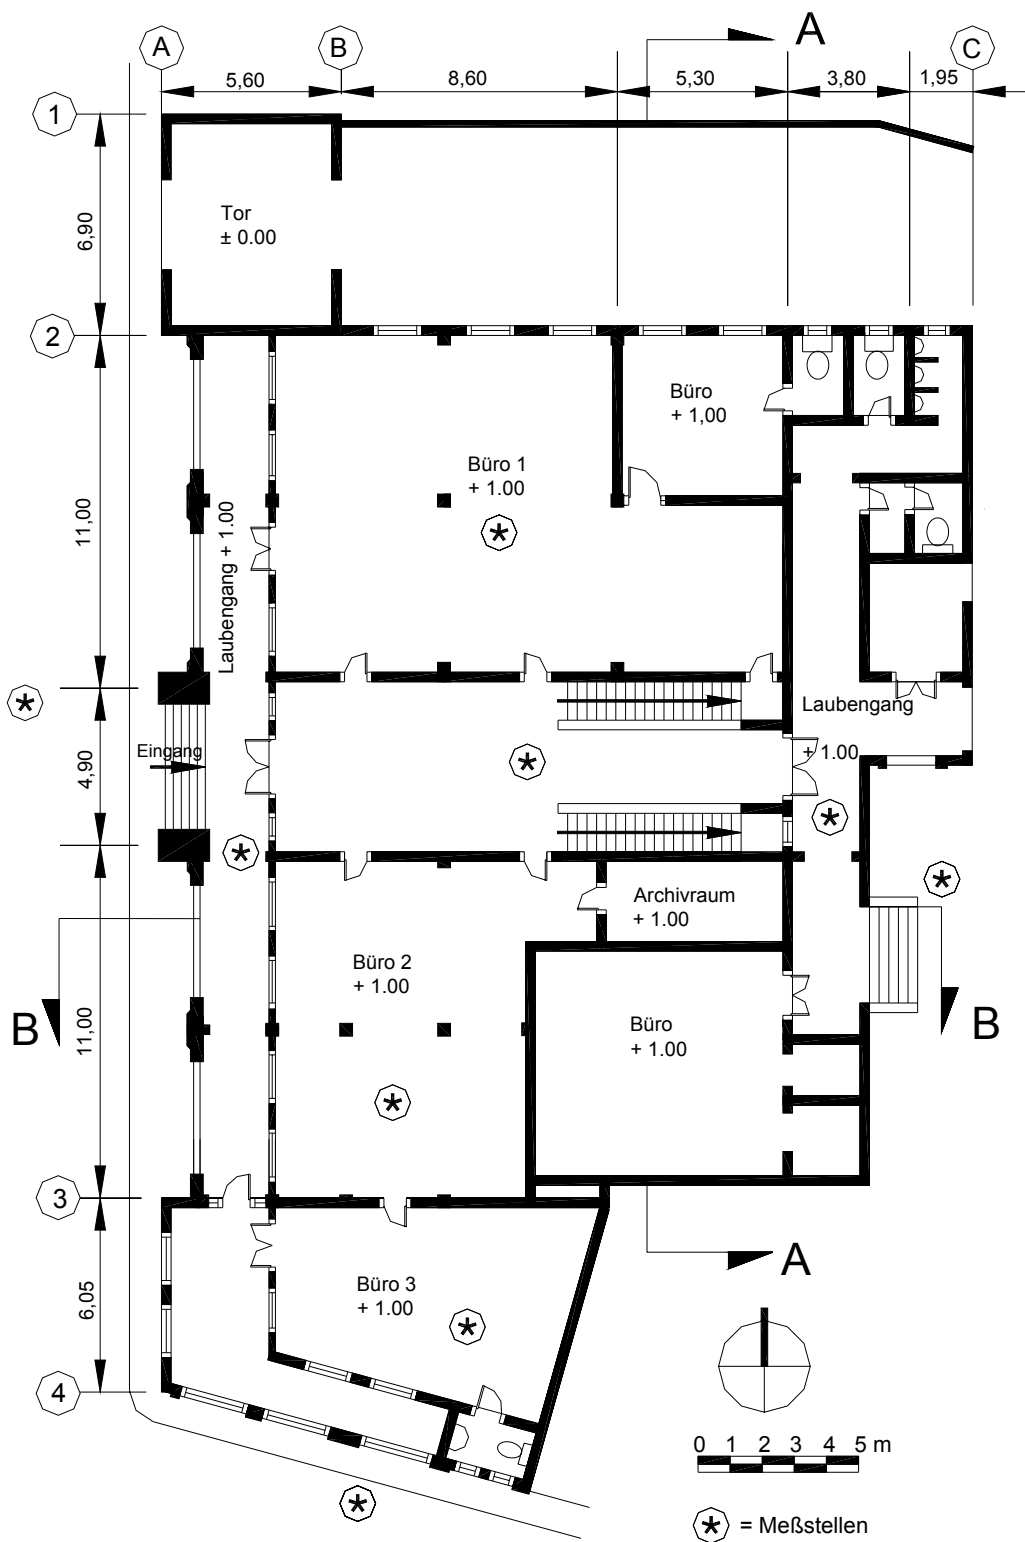 A
A
B
C
5,60
8,60
5,30
3,80
1,95
1
6,90
Tor
± 0.00
2
Büro
+ 1,00
Büro 1
+ 1.00
11,00
Laubengang + 1.00
Laubengang
+ 1.00
Eingang
4,90
Archivraum
+ 1.00
Büro 2
+ 1.00
B
11,00
Büro
+ 1.00
B
3
A
Büro 3
+ 1.00
6,05
4
0 1 2 3 4 5 m
= Meßstellen